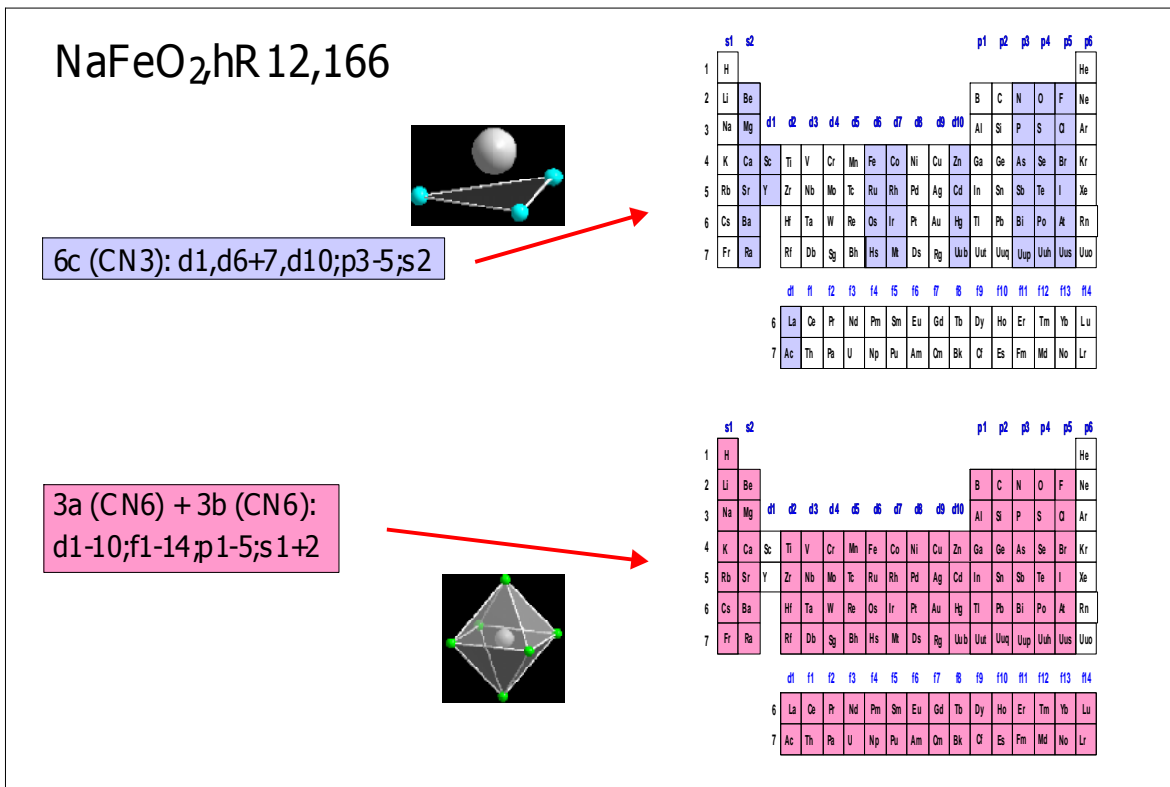 NaFeO2,hR12,166
6c (CN3): d1,d6+7,d10;p3-5;s2
s1 s2 p1 p2 p3 p4 p5 p6
1 H He
2 Li Be B C N O F Ne
d1 d2 d3 d4 d5 d6 d7 d8 d9 d10
3 Na Mg Al Si P S Cl Ar
4 K Ca Sc Ti V Cr Mn Fe Co Ni Cu Zn Ga Ge As Se Br Kr
5 Rb Sr Y Zr Nb Mo Tc Ru Rh Pd Ag Cd In Sn Sb Te I Xe
6 Cs Ba Hf Ta W Re Os Ir Pt Au Hg Tl Pb Bi Po At Rn
7 Fr Ra Rf Db Sg Bh Hs Mt Ds Rg Uub Uut Uuq Uup Uuh Uus Uuo
d1 f1 f2 f3 f4 f5 f6 f7 f8 f9 f10 f11 f12 f13 f14
6 La Ce Pr Nd Pm Sm Eu Gd Tb Dy Ho Er Tm Yb Lu
7 Ac Th Pa U Np Pu Am Cm Bk Cf Es Fm Md No Lr
3a (CN6) + 3b (CN6):
d1-10;f1-14;p1-5;s1+2
s1 s2 p1 p2 p3 p4 p5 p6
1 H He
2 Li Be B C N O F Ne
3 Na Mg d1 d2 d3 d4 d5 d6 d7 d8 d9 d10 Al Si P S Cl Ar
4 K Ca Sc Ti V Cr Mn Fe Co Ni Cu Zn Ga Ge As Se Br Kr
5 Rb Sr Y Zr Nb Mo Tc Ru Rh Pd Ag Cd In Sn Sb Te I Xe
6 Cs Ba Hf Ta W Re Os Ir Pt Au Hg Tl Pb Bi Po At Rn
7 Fr Ra Rf Db Sg Bh Hs Mt Ds Rg Uub Uut Uuq Uup Uuh Uus Uuo
d1 f1 f2 f3 f4 f5 f6 f7 f8 f9 f10 f11 f12 f13 f14
6 La Ce Pr Nd Pm Sm Eu Gd Tb Dy Ho Er Tm Yb Lu
7 Ac Th Pa U Np Pu Am Cm Bk Cf Es Fm Md No Lr